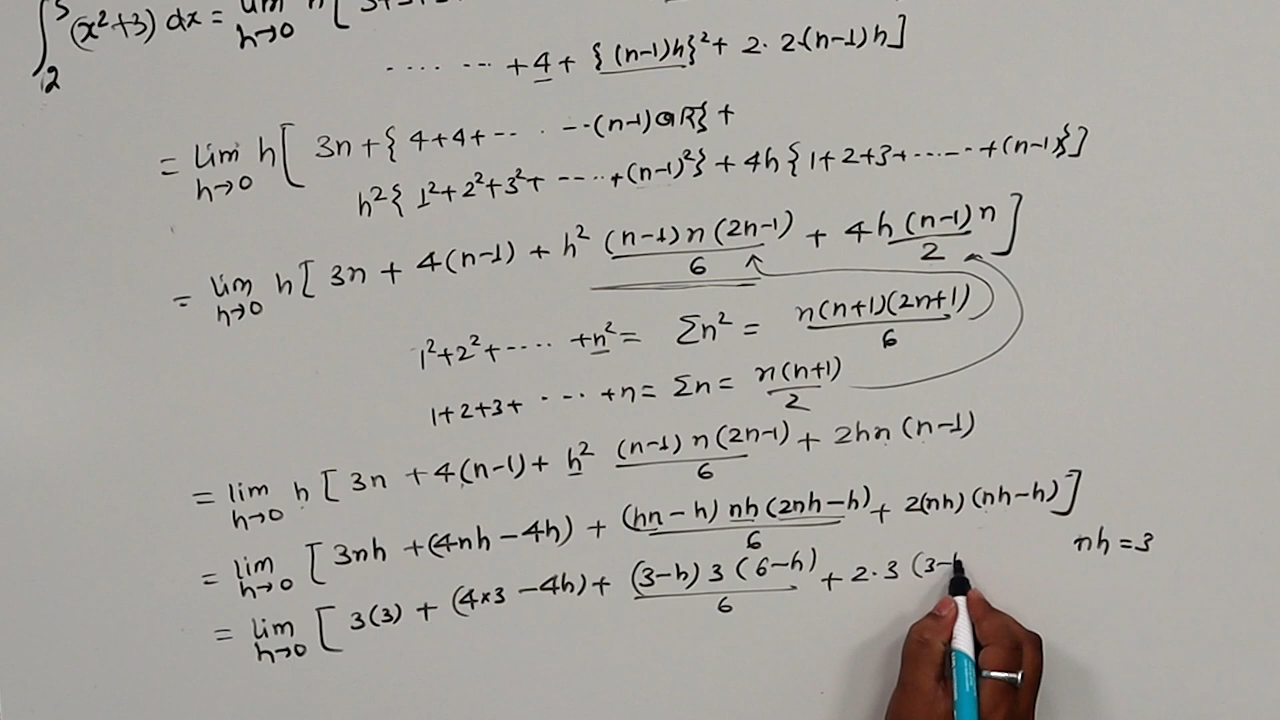 ∫₂⁵ (x²+3) dx = lim h→0 h[ 3+3+
..... ... + 4 + {(n-1)h}² + 2. 2.(n-1) h]
= lim h→0 h[ 3n + { 4+4+-- . --(n-1) बार} +
h²{ 1²+2²+3²+ ----..+(n-1)²} + 4h {1+2+3+......+(n-1)}]
= lim h→0 h[ 3n + 4(n-1) + h² (n-1) n (2n-1)/6 + 4h (n-1) n/2 ]
1²+2²+..... +n² = Σn² = n(n+1)(2n+1)/6
1+2+3+ ... +n = Σn = n(n+1)/2
= lim h→0 h [ 3n + 4(n-1) + h² (n-1) n (2n-1)/6 + 2hn (n-1)
= lim h→0 [ 3nh + (4nh - 4h) + (hn - h) nh (2nh-h)/6 + 2(nh) (nh-h) ]
nh = 3
= lim h→0 [ 3(3) + (4×3 - 4h) + (3-h) 3 (6-h)/6 + 2.3 (3-h